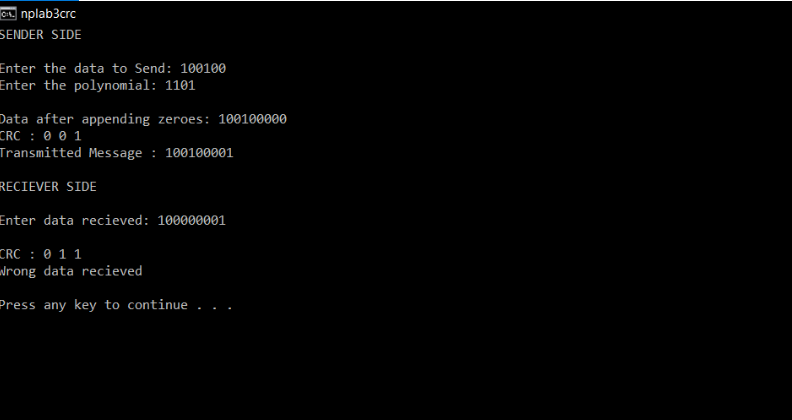 nplab3crc
SENDER SIDE
Enter the data to Send: 100100
Enter the polynomial: 1101
Data after appending zeroes: 100100000
CRC : 0 0 1
Transmitted Message : 100100001
RECIEVER SIDE
Enter data recieved: 100000001
CRC : 0 1 1
Wrong data recieved
Press any key to continue . . .